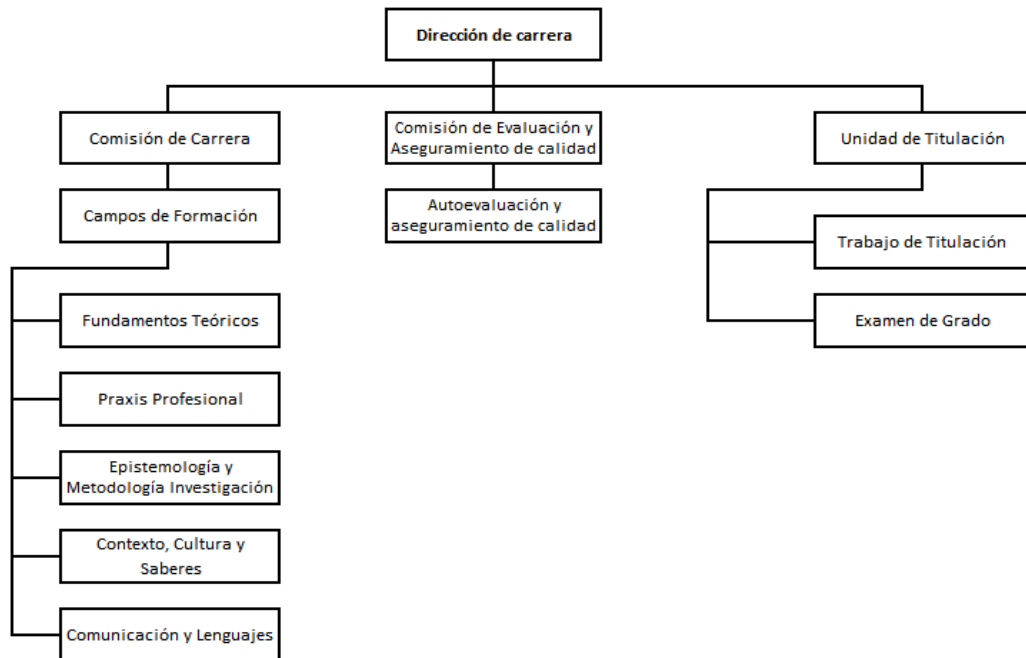 Dirección de carrera
Comisión de Carrera
Comisión de Evaluación y
Aseguramiento de calidad
Unidad de Titulación
Campos de Formación
Autoevaluación y
aseguramiento de calidad
Trabajo de Titulación
Fundamentos Teóricos
Examen de Grado
Praxis Profesional
Epistemología y
Metodología Investigación
Contexto, Cultura y
Saberes
Comunicación y Lenguajes